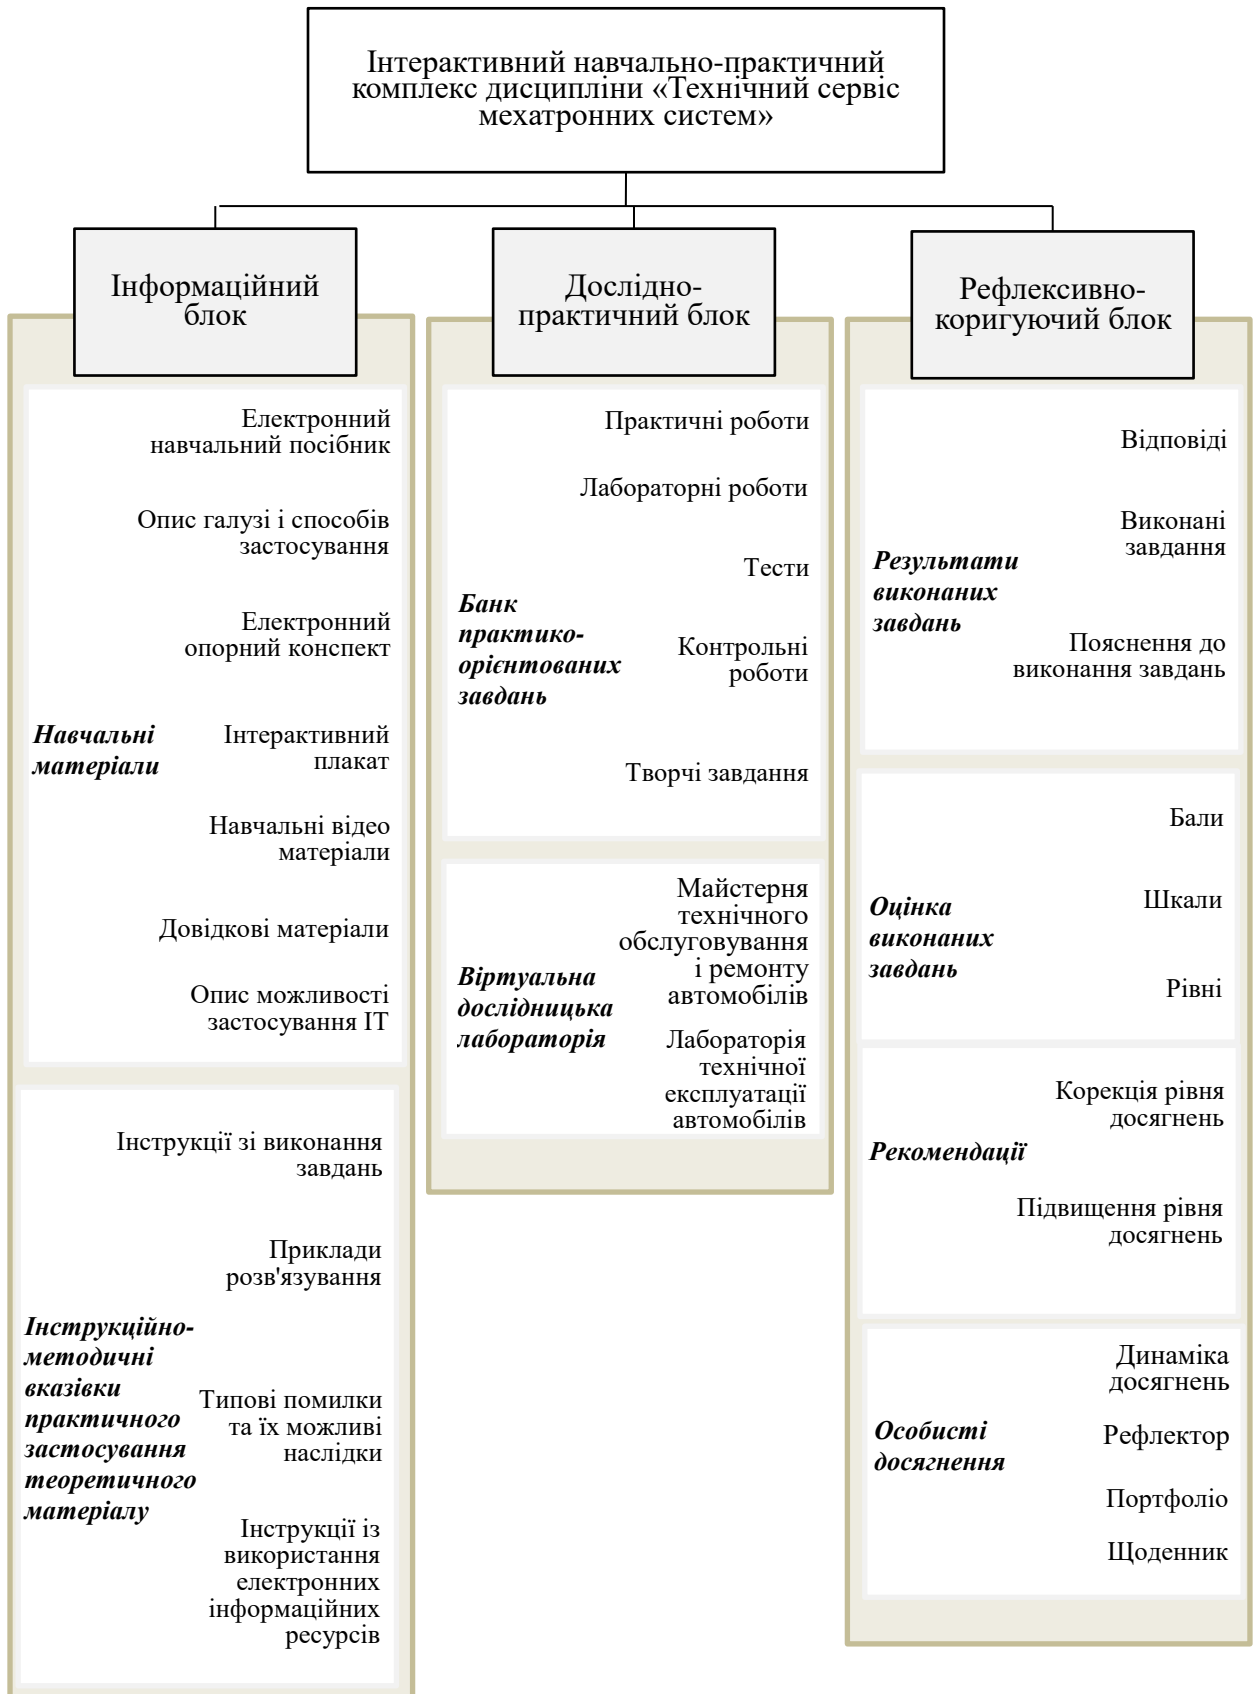 Інтерактивний навчально-практичний
комплекс дисципліни «Технічний сервіс
мехатронних систем»
Інформаційний
блок
Навчальні
матеріали
Електронний
навчальний посібник
Опис галузі і способів
застосування
Електронний
опорний конспект
Інтерактивний
плакат
Навчальні відео
матеріали
Довідкові матеріали
Опис можливості
застосування ІТ
Інструкційно-
методичні
вказівки
практичного
застосування
теоретичного
матеріалу
Інструкції зі виконання
завдань
Приклади
розв'язування
Типові помилки
та їх можливі
наслідки
Інструкції із
використання
електронних
інформаційних
ресурсів
Дослідно-
практичний блок
Банк
практико-
орієнтованих
завдань
Практичні роботи
Лабораторні роботи
Тести
Контрольні
роботи
Творчі завдання
Віртуальна
дослідницька
лабораторія
Майстерня
технічного
обслуговування
і ремонту
автомобілів
Лабораторія
технічної
експлуатації
автомобілів
Рефлексивно-
коригуючий блок
Результати
виконаних
завдань
Відповіді
Виконані
завдання
Пояснення до
виконання завдань
Оцінка
виконаних
завдань
Бали
Шкали
Рівні
Рекомендації
Корекція рівня
досягнень
Підвищення рівня
досягнень
Особисті
досягнення
Динаміка
досягнень
Рефлектор
Портфоліо
Щоденник